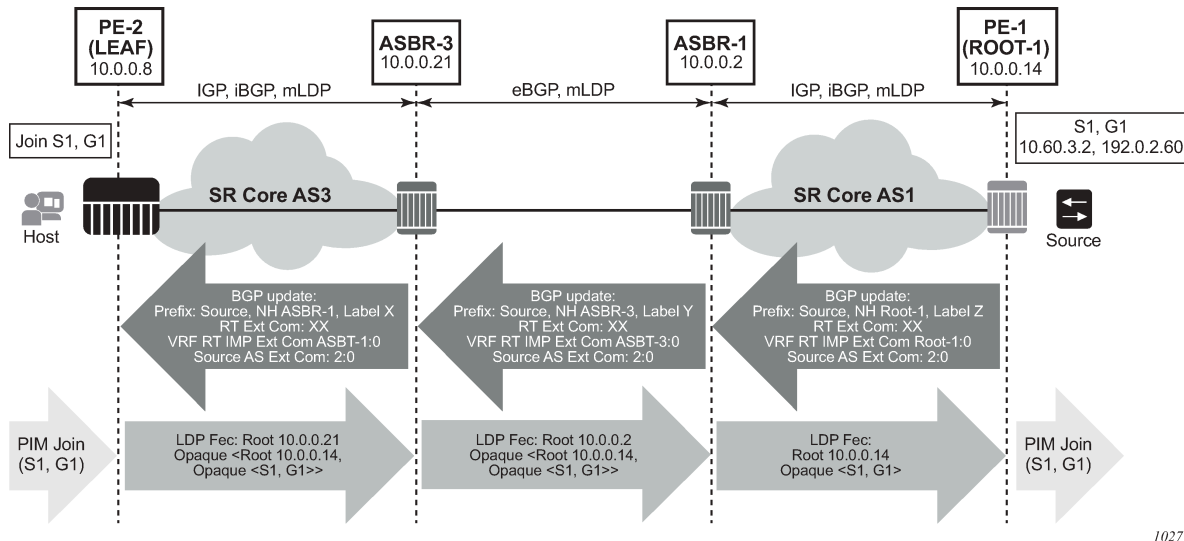 PE-2
(LEAF)
10.0.0.8
ASBR-3
10.0.0.21
ASBR-1
10.0.0.2
PE-1
(ROOT-1)
10.0.0.14
IGP, iBGP, mLDP
eBGP, mLDP
IGP, iBGP, mLDP
Join S1, G1
S1, G1
10.60.3.2, 192.0.2.60
SR Core AS3
SR Core AS1
Host
Source
BGP update:
Prefix: Source, NH ASBR-1, Label X
RT Ext Com: XX
VRF RT IMP Ext Com ASBT-1:0
Source AS Ext Com: 2:0
BGP update:
Prefix: Source, NH ASBR-3, Label Y
RT Ext Com: XX
VRF RT IMP Ext Com ASBT-3:0
Source AS Ext Com: 2:0
BGP update:
Prefix: Source, NH Root-1, Label Z
RT Ext Com: XX
VRF RT IMP Ext Com Root-1:0
Source AS Ext Com: 2:0
PIM Join
(S1, G1)
LDP Fec: Root 10.0.0.21
Opaque <Root 10.0.0.14,
Opaque <S1, G1>>
LDP Fec: Root 10.0.0.2
Opaque <Root 10.0.0.14,
Opaque <S1, G1>>
LDP Fec:
Root 10.0.0.14
Opaque <S1, G1>
PIM Join
(S1, G1)
1027